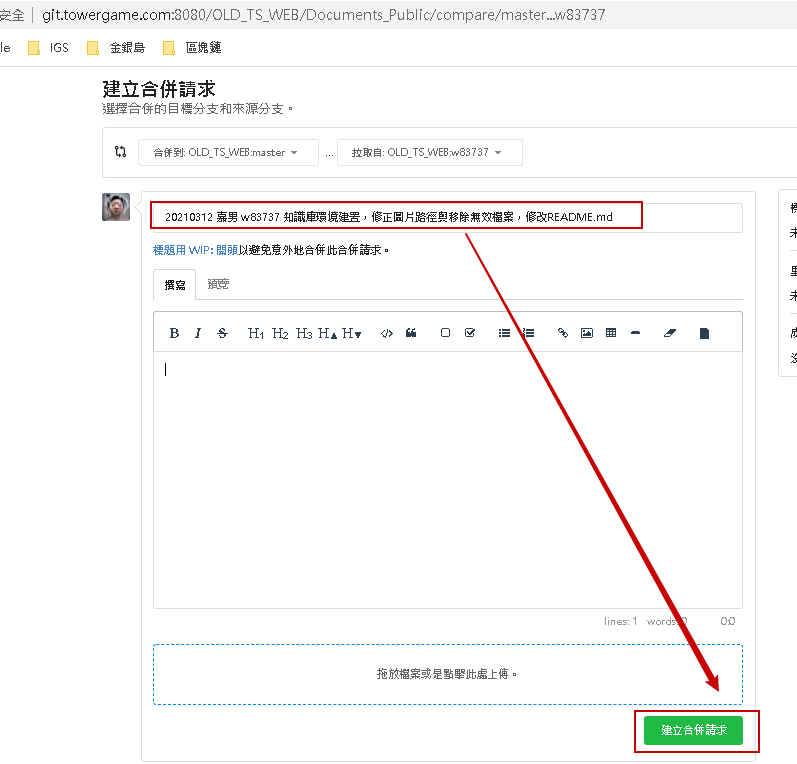 安全 | git.towergame.com:8080/OLD_TS_WEB/Documents_Public/compare/master...w83737
le IGS 金銀島 區塊鏈
建立合併請求
選擇合併的目標分支和來源分支。
合併到: OLD_TS_WEB:master ... 拉取自: OLD_TS_WEB:w83737
20210312 嘉男 w83737 知識庫環境建置，修正圖片路徑與移除無效檔案，修改README.md
標題用 WIP: 開頭以避免意外地合併此合併請求。
撰寫 預覽
B I S H1 H2 H3 H▲ H▼
lines: 1 words: 0 0:0
拖放檔案或是點擊此處上傳。
建立合併請求